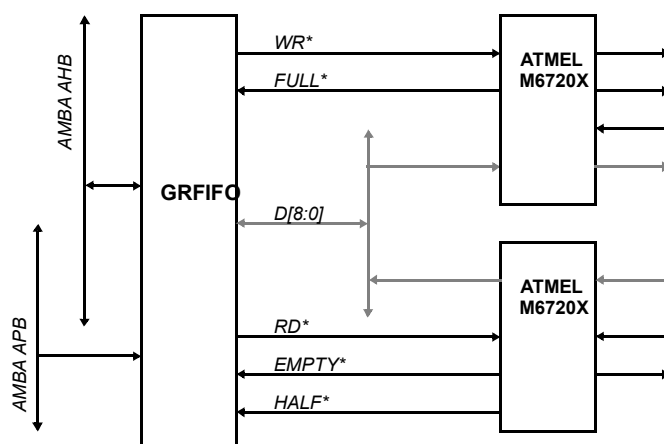 AMBA AHB
AMBA APB
GRFIFO
WR*
FULL*
D[8:0]
RD*
EMPTY*
HALF*
ATMEL
M6720X
ATMEL
M6720X